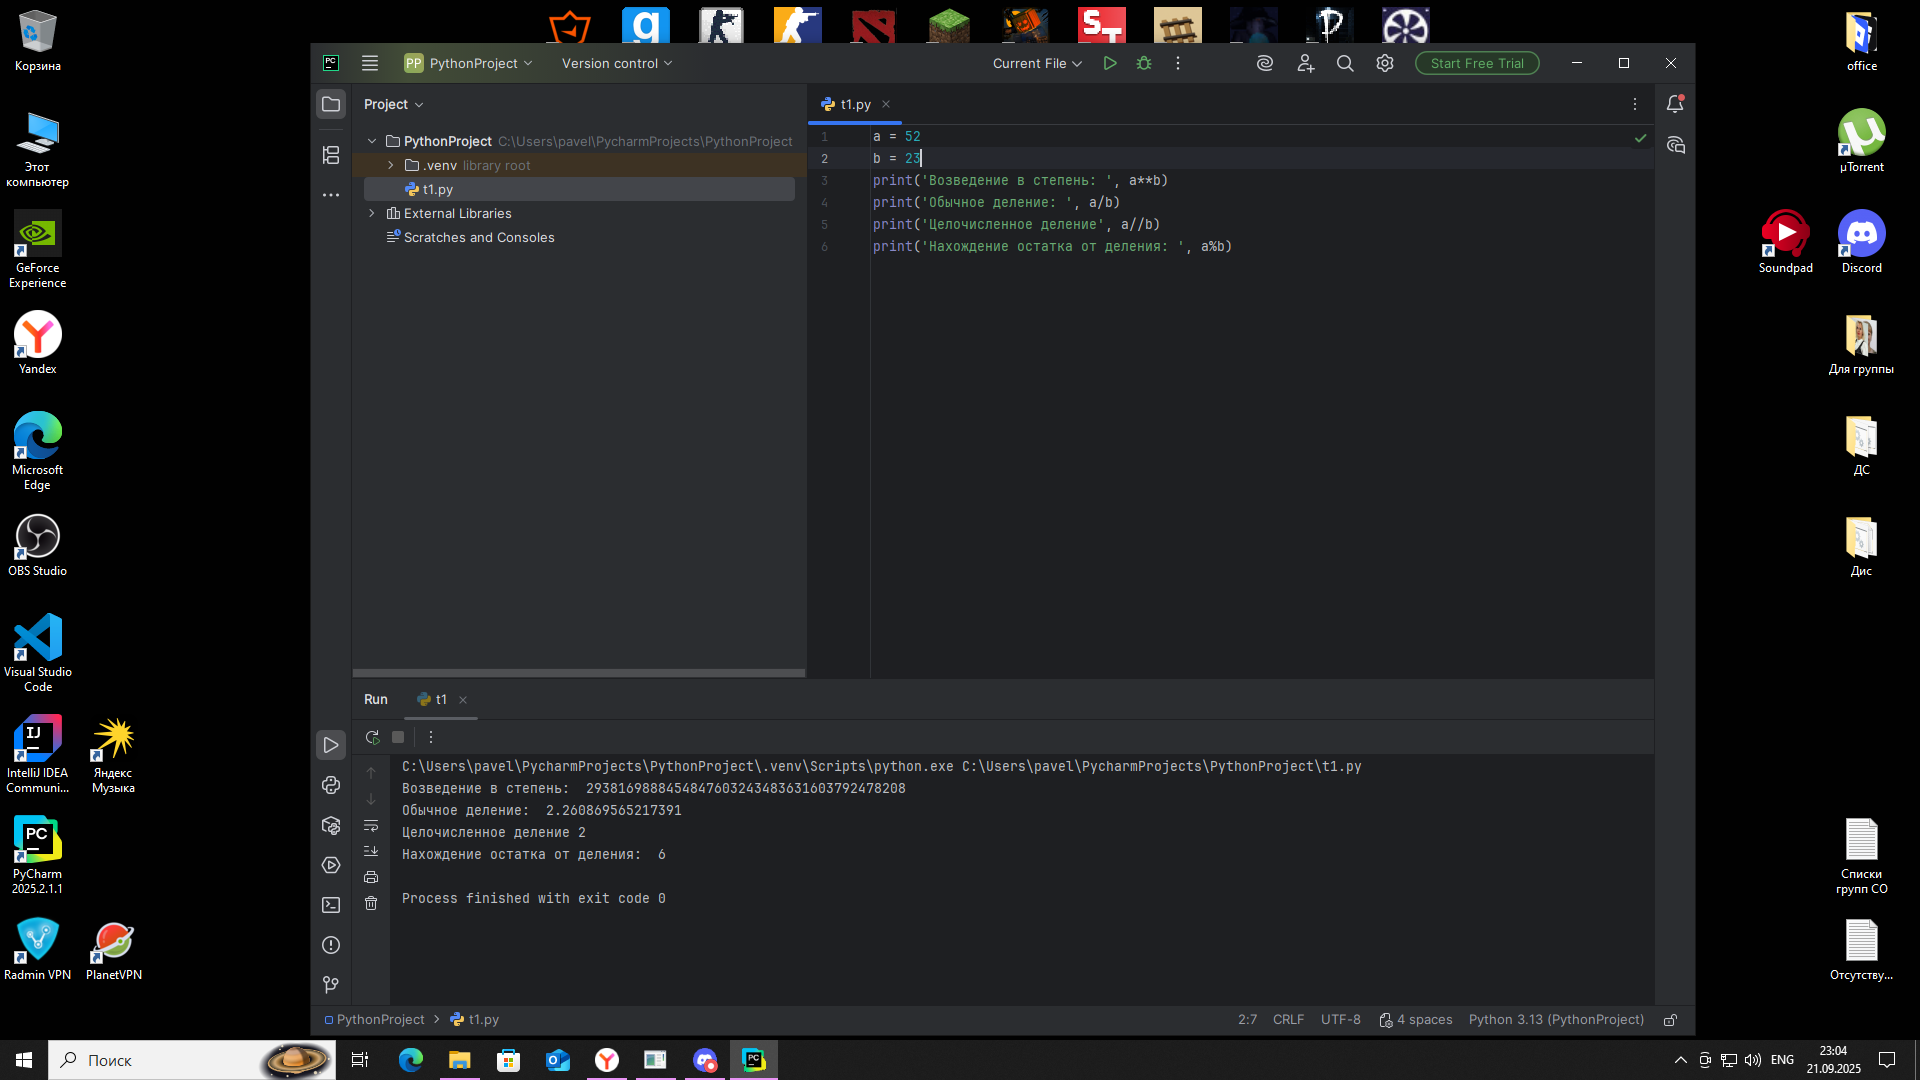 Корзина
Этот
компьютер
GeForce
Experience
Yandex
Microsoft
Edge
OBS Studio
Visual Studio
Code
IntelliJ IDEA
Communi...
Яндекс
Музыка
PyCharm
2025.2.1.1
Radmin VPN
PlanetVPN
PC
PP PythonProject
Version control
Current File
Start Free Trial
Project
PythonProject C:\Users\pavel\PycharmProjects\PythonProject
.venv library root
t1.py
External Libraries
Scratches and Consoles
t1.py
1 a = 52
2 b = 23
3 print('Возведение в степень: ', a**b)
4 print('Обычное деление: ', a/b)
5 print('Целочисленное деление', a//b)
6 print('Нахождение остатка от деления: ', a%b)
Run t1
C:\Users\pavel\PycharmProjects\PythonProject\.venv\Scripts\python.exe C:\Users\pavel\PycharmProjects\PythonProject\t1.py
Возведение в степень:  2938169888454847603243483631603792478208
Обычное деление:  2.260869565217391
Целочисленное деление 2
Нахождение остатка от деления:  6
Process finished with exit code 0
PythonProject > t1.py
2:7 CRLF UTF-8 4 spaces Python 3.13 (PythonProject)
office
µTorrent
Soundpad
Discord
Для группы
ДС
Дис
Списки
групп СО
Отсутству...
Поиск
ENG
23:04
21.09.2025